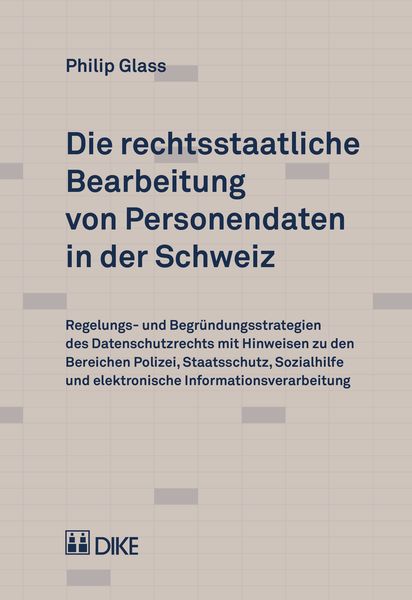 Philip Glass
Die rechtsstaatliche
Bearbeitung
von Personendaten
in der Schweiz
Regelungs- und Begründungsstrategien
des Datenschutzrechts mit Hinweisen zu den
Bereichen Polizei, Staatsschutz, Sozialhilfe
und elektronische Informationsverarbeitung
DIKE